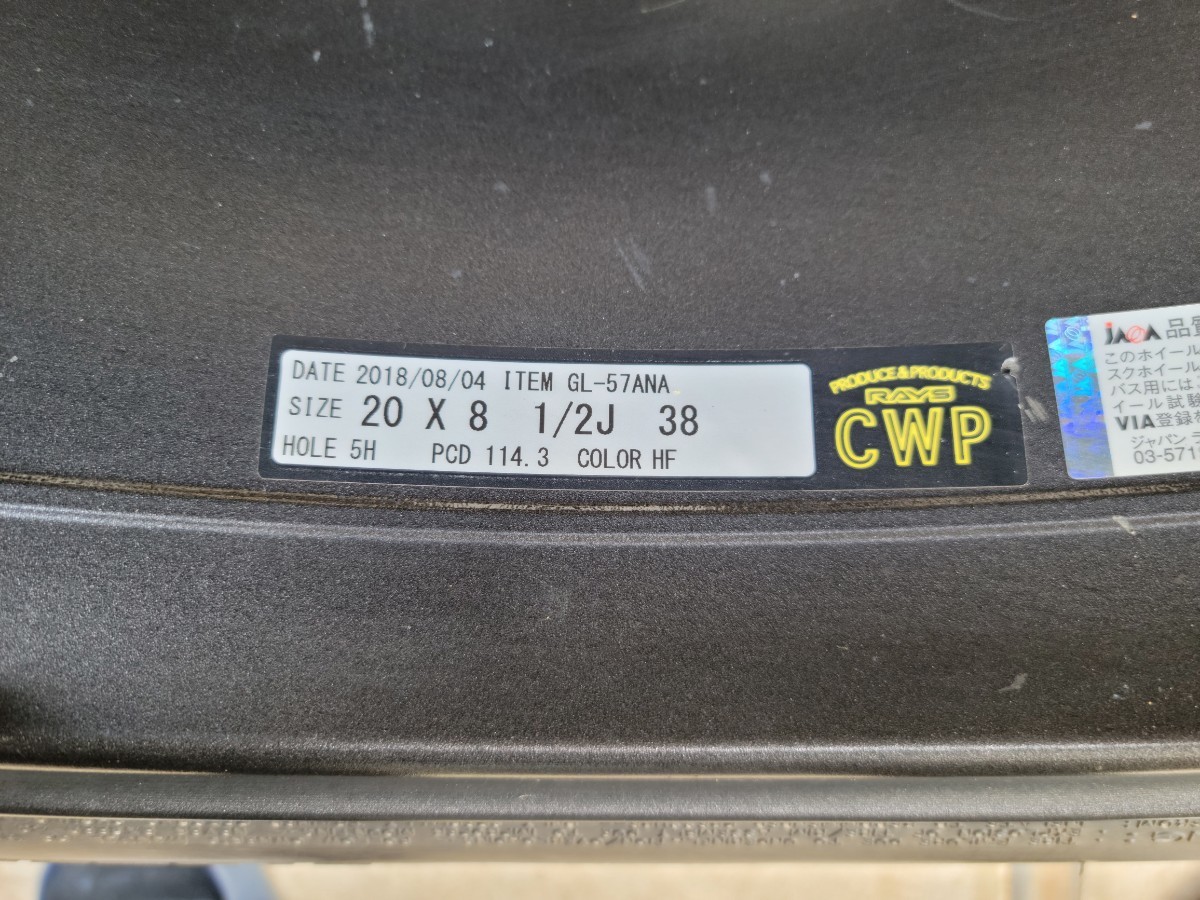 DATE 2018/08/04 ITEM GL-57ANA
SIZE 20 X 8 1/2J 38
HOLE 5H PCD 114.3 COLOR HF
PRODUCE&PRODUCTS
RAYS
CWP
JAWA 品質
このホイール
スクホイール
バス用には
イール試験
VIA登録
ジャパン
03-571